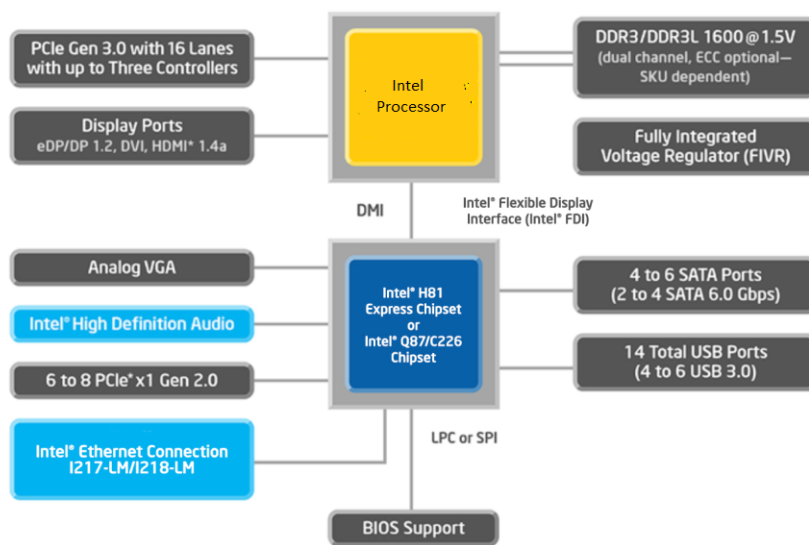 PCIe Gen 3.0 with 16 Lanes
with up to Three Controllers
Display Ports
eDP/DP 1.2, DVI, HDMI* 1.4a
Intel
Processor
DDR3/DDR3L 1600 @ 1.5V
(dual channel, ECC optional—
SKU dependent)
Fully Integrated
Voltage Regulator (FIVR)
DMI
Intel® Flexible Display
Interface (Intel® FDI)
Analog VGA
Intel® High Definition Audio
6 to 8 PCIe* x1 Gen 2.0
Intel® Ethernet Connection
I217-LM/I218-LM
Intel® H81
Express Chipset
or
Intel® Q87/C226
Chipset
4 to 6 SATA Ports
(2 to 4 SATA 6.0 Gbps)
14 Total USB Ports
(4 to 6 USB 3.0)
LPC or SPI
BIOS Support